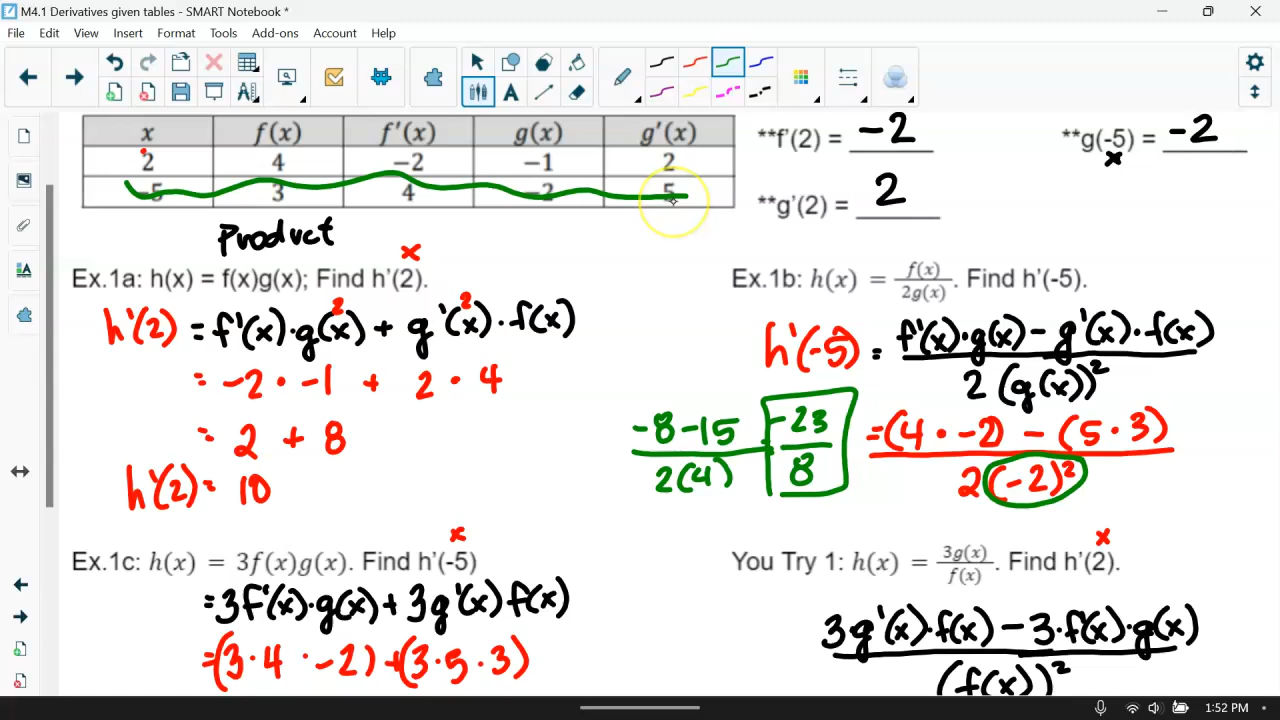 M4.1 Derivatives given tables - SMART Notebook *
File Edit View Insert Format Tools Add-ons Account Help
x f(x) f'(x) g(x) g'(x)
2 4 −2 −1 2
−5 3 4 −2 5
**f'(2) = -2
**g(-5) = -2
x
**g'(2) = 2
Product
x
Ex.1a: h(x) = f(x)g(x); Find h'(2).
h'(2) = f'(x)·g(x) + g'(x)·f(x)
2 2
= -2 · -1 + 2 · 4
= 2 + 8
h'(2) = 10
Ex.1b: h(x) = f(x)/2g(x). Find h'(-5).
h'(-5) = f'(x)·g(x) - g'(x)·f(x)
2 (g(x))²
= (4 · -2) - (5 · 3)
2(-2)²
-8 -15
2(4)
-23
8
x
Ex.1c: h(x) = 3f(x)g(x). Find h'(-5)
= 3f'(x)·g(x) + 3g'(x) f(x)
= (3·4 · -2) + (3·5 · 3)
x
You Try 1: h(x) = 3g(x)/f(x). Find h'(2).
3g'(x)·f(x) - 3·f'(x)·g(x)
(f(x))²
1:52 PM